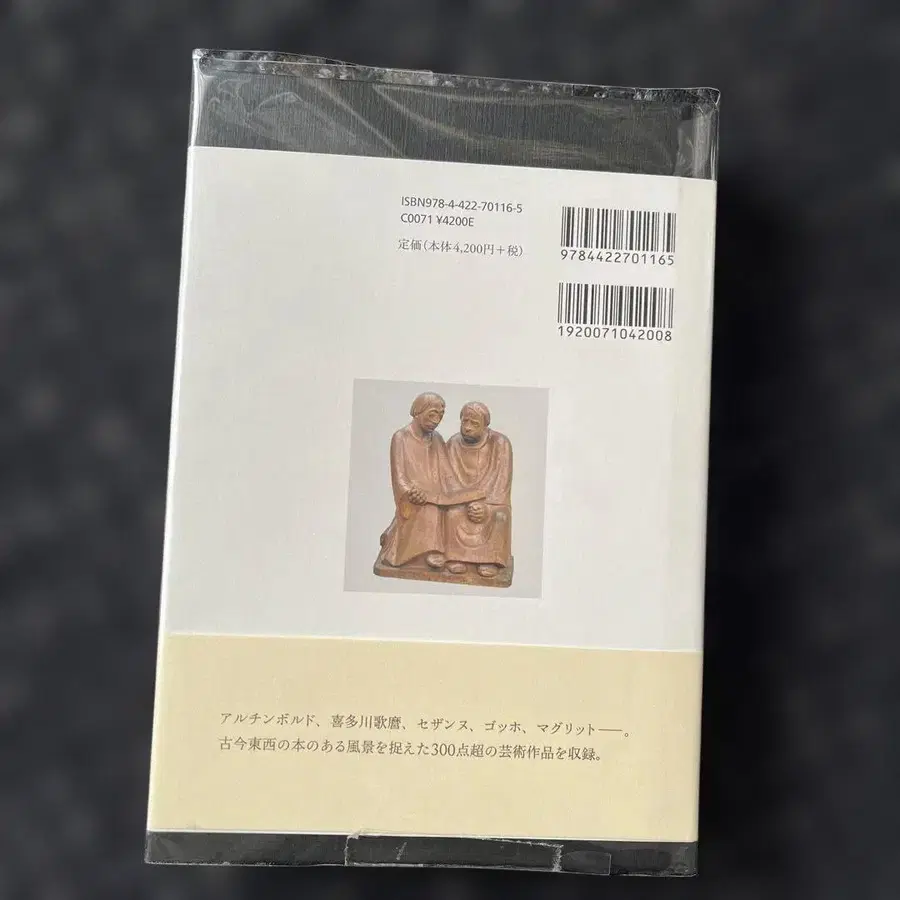 ISBN978-4-422-70116-5
C0071 ¥4200E
定価(本体4,200円+税)
9784422701165
1920071042008
アルチンボルド、喜多川歌麿、セザンヌ、ゴッホ、マグリット──。
古今東西の本のある風景を捉えた300点超の芸術作品を収録。